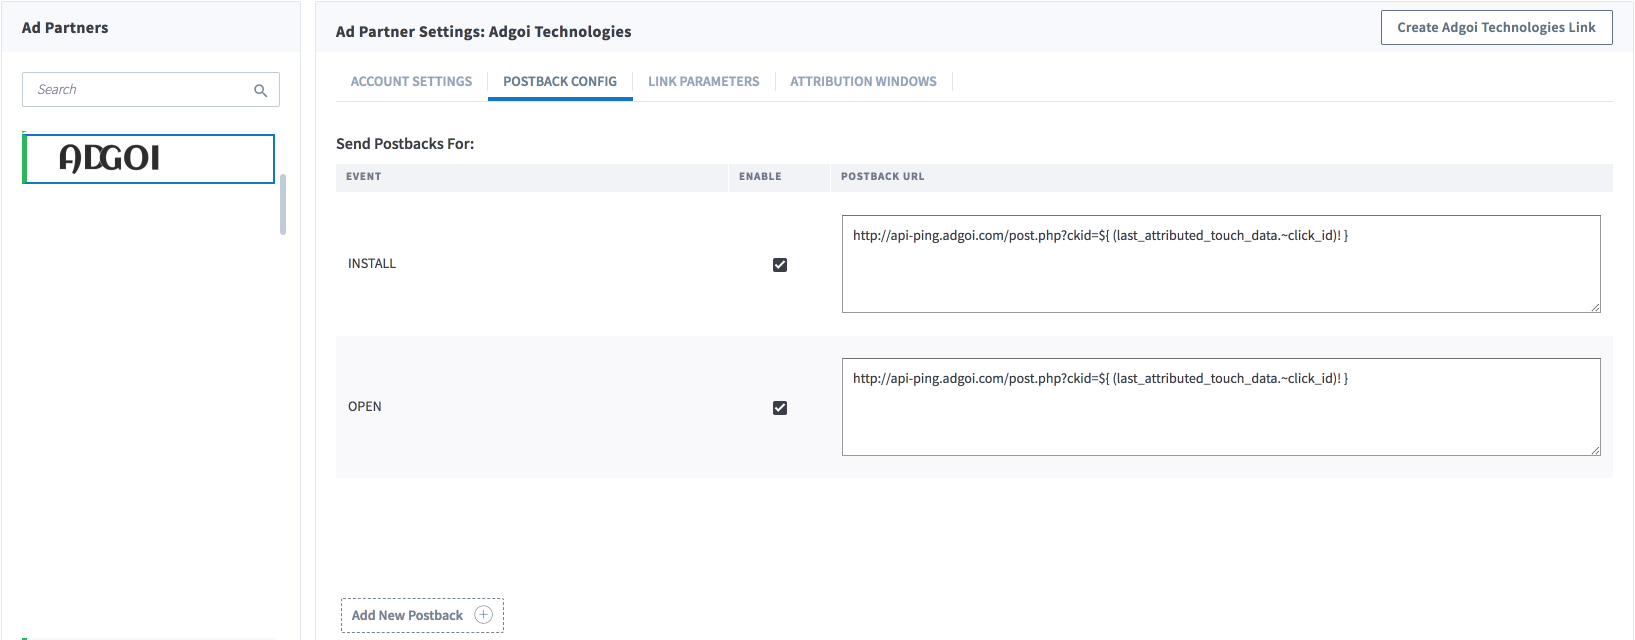 Ad Partners
Search
ADGOI
Ad Partner Settings: Adgoi Technologies
Create Adgoi Technologies Link
ACCOUNT SETTINGS
POSTBACK CONFIG
LINK PARAMETERS
ATTRIBUTION WINDOWS
Send Postbacks For:
EVENT
ENABLE
POSTBACK URL
INSTALL
http://api-ping.adgoi.com/post.php?ckid=${ (last_attributed_touch_data.~click_id)! }
OPEN
http://api-ping.adgoi.com/post.php?ckid=${ (last_attributed_touch_data.~click_id)! }
Add New Postback